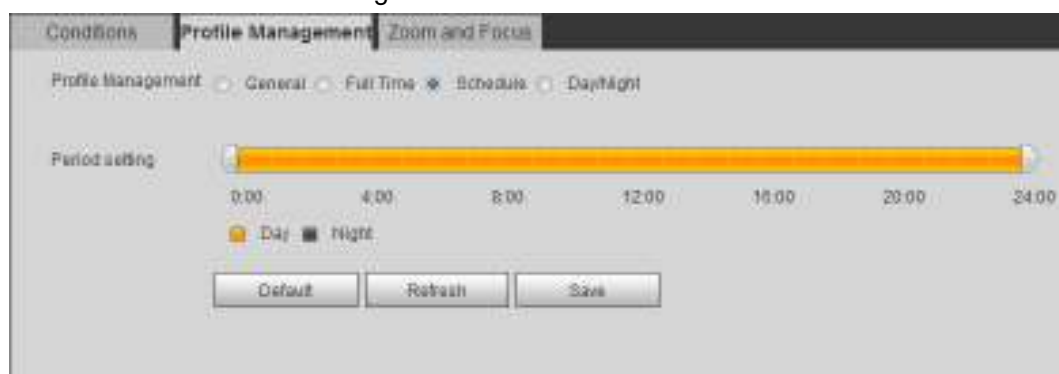 Conditions Profile Management Zoom and Focus
Profile Management General Full Time Schedule Day/Night
Period setting
0:00 4:00 8:00 12:00 16:00 20:00 24:00
Day Night
Default Refresh Save